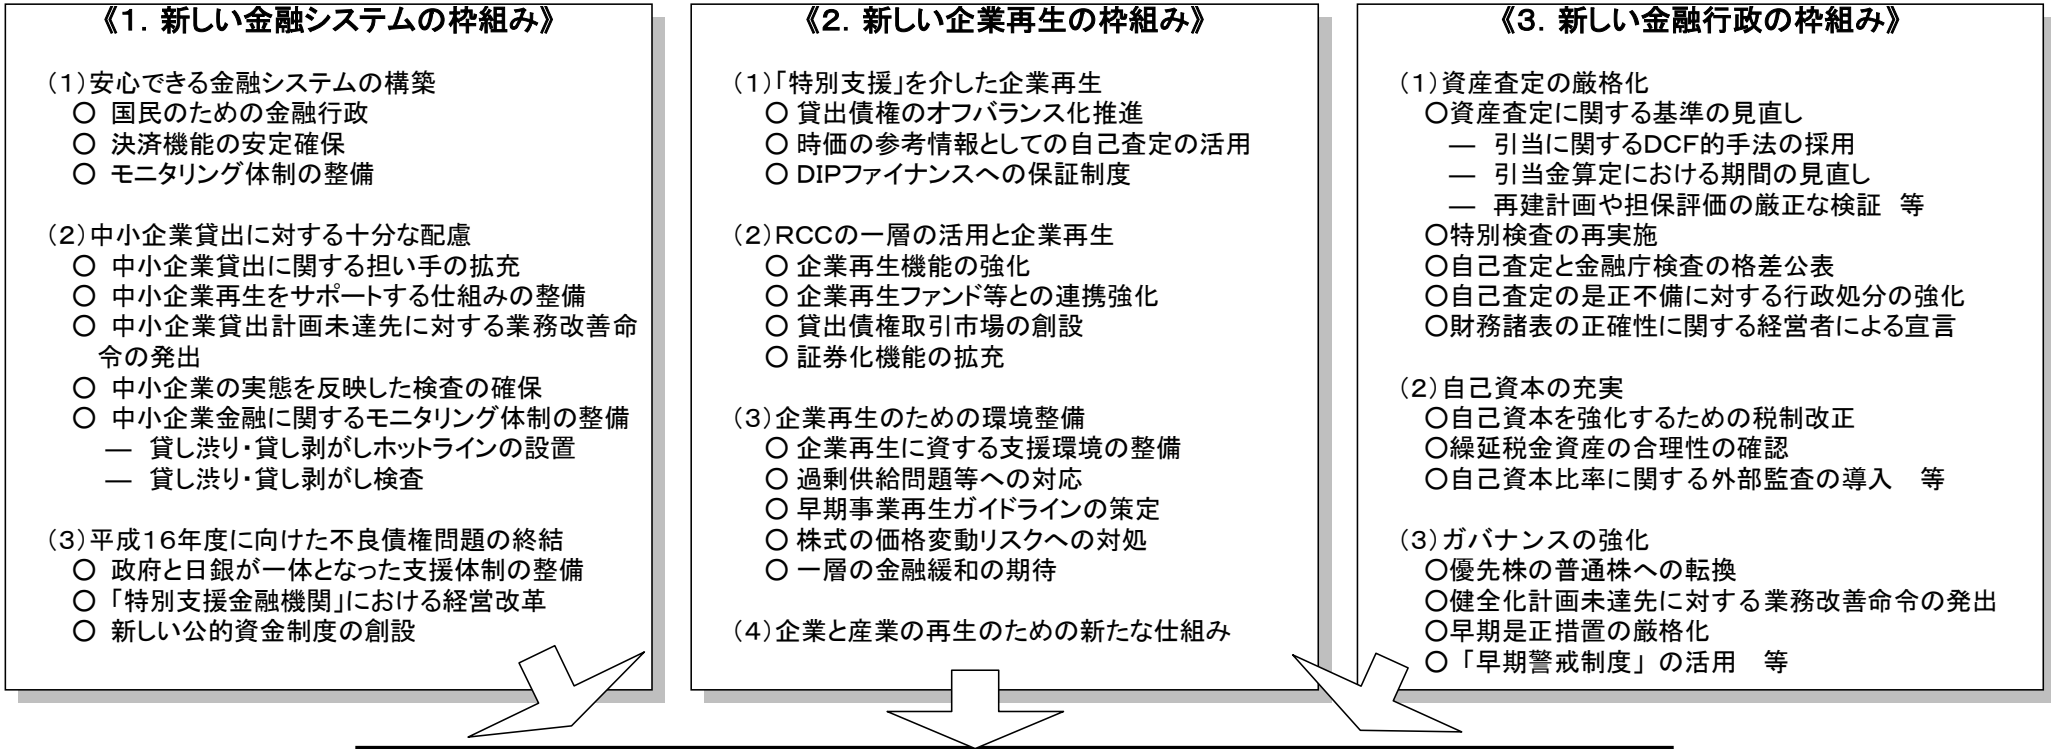 《1．新しい金融システムの枠組み》
（1）安心できる金融システムの構築
○ 国民のための金融行政
○ 決済機能の安定確保
○ モニタリング体制の整備
（2）中小企業貸出に対する十分な配慮
○ 中小企業貸出に関する担い手の拡充
○ 中小企業再生をサポートする仕組みの整備
○ 中小企業貸出計画未達先に対する業務改善命
令の発出
○ 中小企業の実態を反映した検査の確保
○ 中小企業金融に関するモニタリング体制の整備
― 貸し渋り・貸し剥がしホットラインの設置
― 貸し渋り・貸し剥がし検査
（3）平成16年度に向けた不良債権問題の終結
○ 政府と日銀が一体となった支援体制の整備
○ 「特別支援金融機関」における経営改革
○ 新しい公的資金制度の創設
《2．新しい企業再生の枠組み》
（1）「特別支援」を介した企業再生
○ 貸出債権のオフバランス化推進
○ 時価の参考情報としての自己査定の活用
○ DIPファイナンスへの保証制度
（2）RCCの一層の活用と企業再生
○ 企業再生機能の強化
○ 企業再生ファンド等との連携強化
○ 貸出債権取引市場の創設
○ 証券化機能の拡充
（3）企業再生のための環境整備
○ 企業再生に資する支援環境の整備
○ 過剰供給問題等への対応
○ 早期事業再生ガイドラインの策定
○ 株式の価格変動リスクへの対処
○ 一層の金融緩和の期待
（4）企業と産業の再生のための新たな仕組み
《3．新しい金融行政の枠組み》
（1）資産査定の厳格化
○資産査定に関する基準の見直し
― 引当に関するDCF的手法の採用
― 引当金算定における期間の見直し
― 再建計画や担保評価の厳正な検証 等
○特別検査の再実施
○自己査定と金融庁検査の格差公表
○自己査定の是正不備に対する行政処分の強化
○財務諸表の正確性に関する経営者による宣言
（2）自己資本の充実
○自己資本を強化するための税制改正
○繰延税金資産の合理性の確認
○自己資本比率に関する外部監査の導入 等
（3）ガバナンスの強化
○優先株の普通株への転換
○健全化計画未達先に対する業務改善命令の発出
○早期是正措置の厳格化
○「早期警戒制度」の活用 等